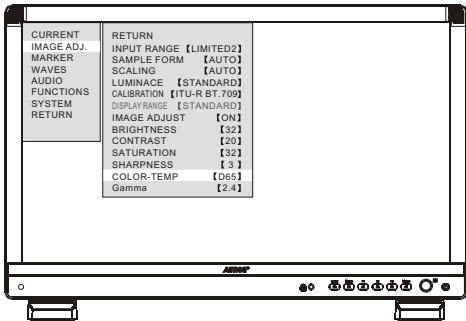 CURRENT
IMAGE ADJ.
MARKER
WAVES
AUDIO
FUNCTIONS
SYSTEM
RETURN
RETURN
INPUT RANGE【LIMITED2】
SAMPLE FORM 【AUTO】
SCALING 【AUTO】
LUMINACE 【STANDARD】
CALIBRATION【ITU-R BT.709】
DISPLAY RANGE【STANDARD】
IMAGE ADJUST 【ON】
BRIGHTNESS 【32】
CONTRAST 【20】
SATURATION 【32】
SHARPNESS 【 3 】
COLOR-TEMP 【D65】
Gamma 【2.4】